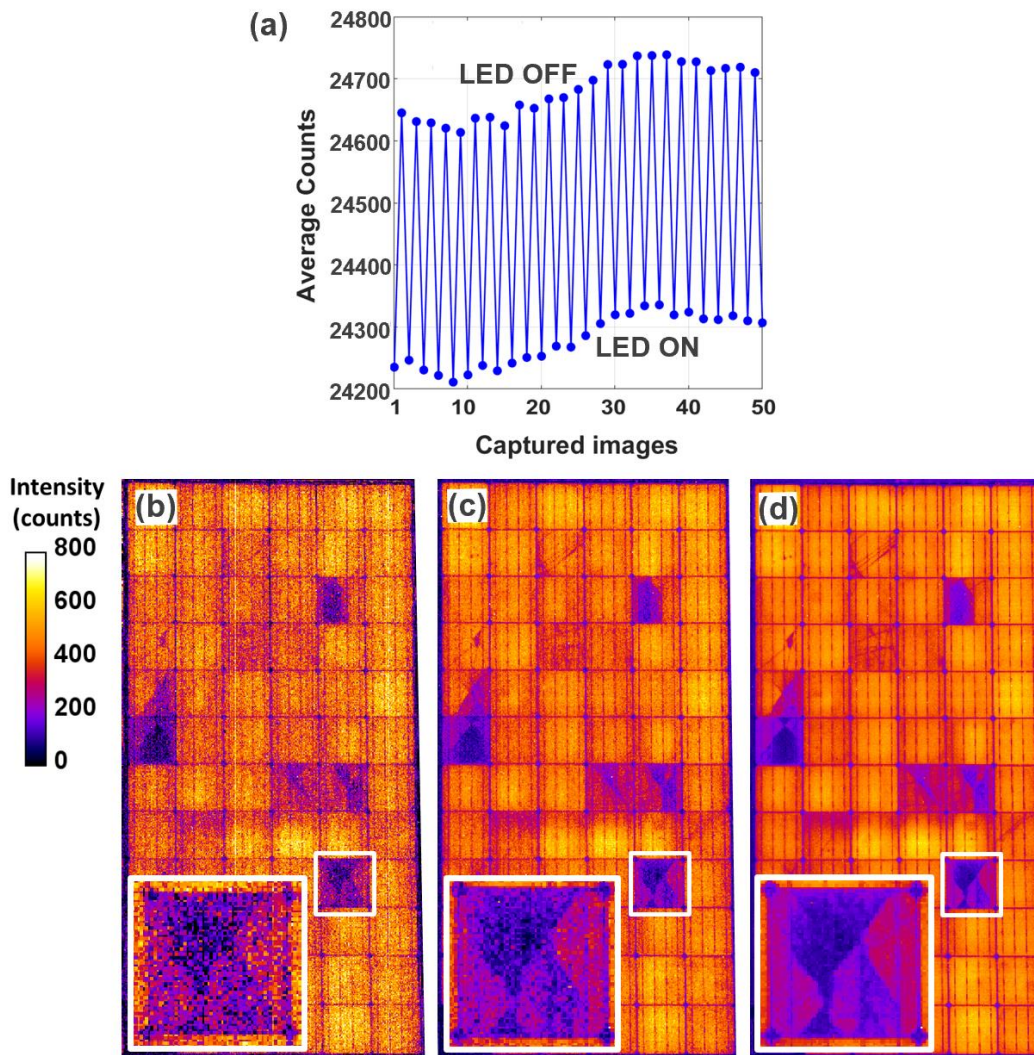 (a)
24800
24700
24600
24500
24400
24300
24200
Average Counts
LED OFF
LED ON
1 10 20 30 40 50
Captured images
Intensity
(counts)
800
600
400
200
0
(b)
(c)
(d)